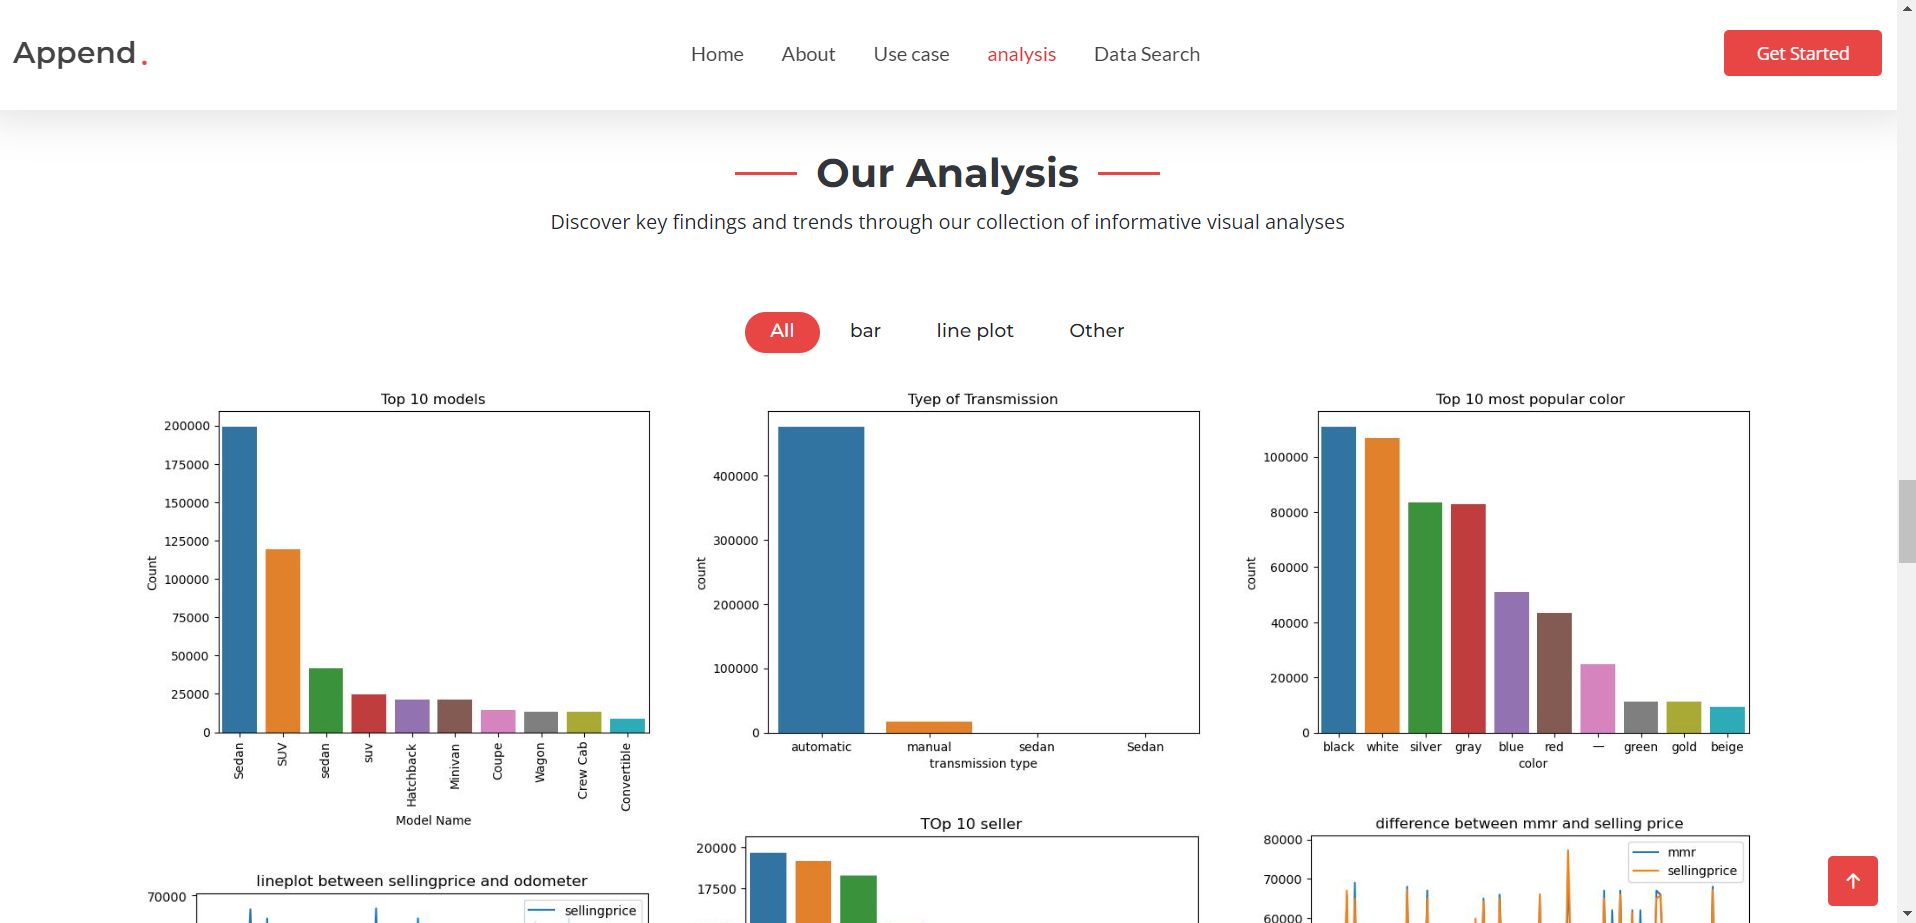 Append.
Home About Use case analysis Data Search
Get Started
Our Analysis
Discover key findings and trends through our collection of informative visual analyses
All bar line plot Other
Top 10 models
200000
175000
150000
125000
100000
75000
50000
25000
0
Count
Sedan SUV sedan suv Hatchback Minivan Coupe Wagon Crew Cab Convertible
Model Name
Tyep of Transmission
400000
300000
200000
100000
0
count
automatic manual sedan Sedan
transmission type
Top 10 most popular color
100000
80000
60000
40000
20000
0
count
black white silver gray blue red — green gold beige
color
lineplot between sellingprice and odometer
70000
sellingprice
TOp 10 seller
20000
17500
difference between mmr and selling price
80000
70000
60000
mmr
sellingprice